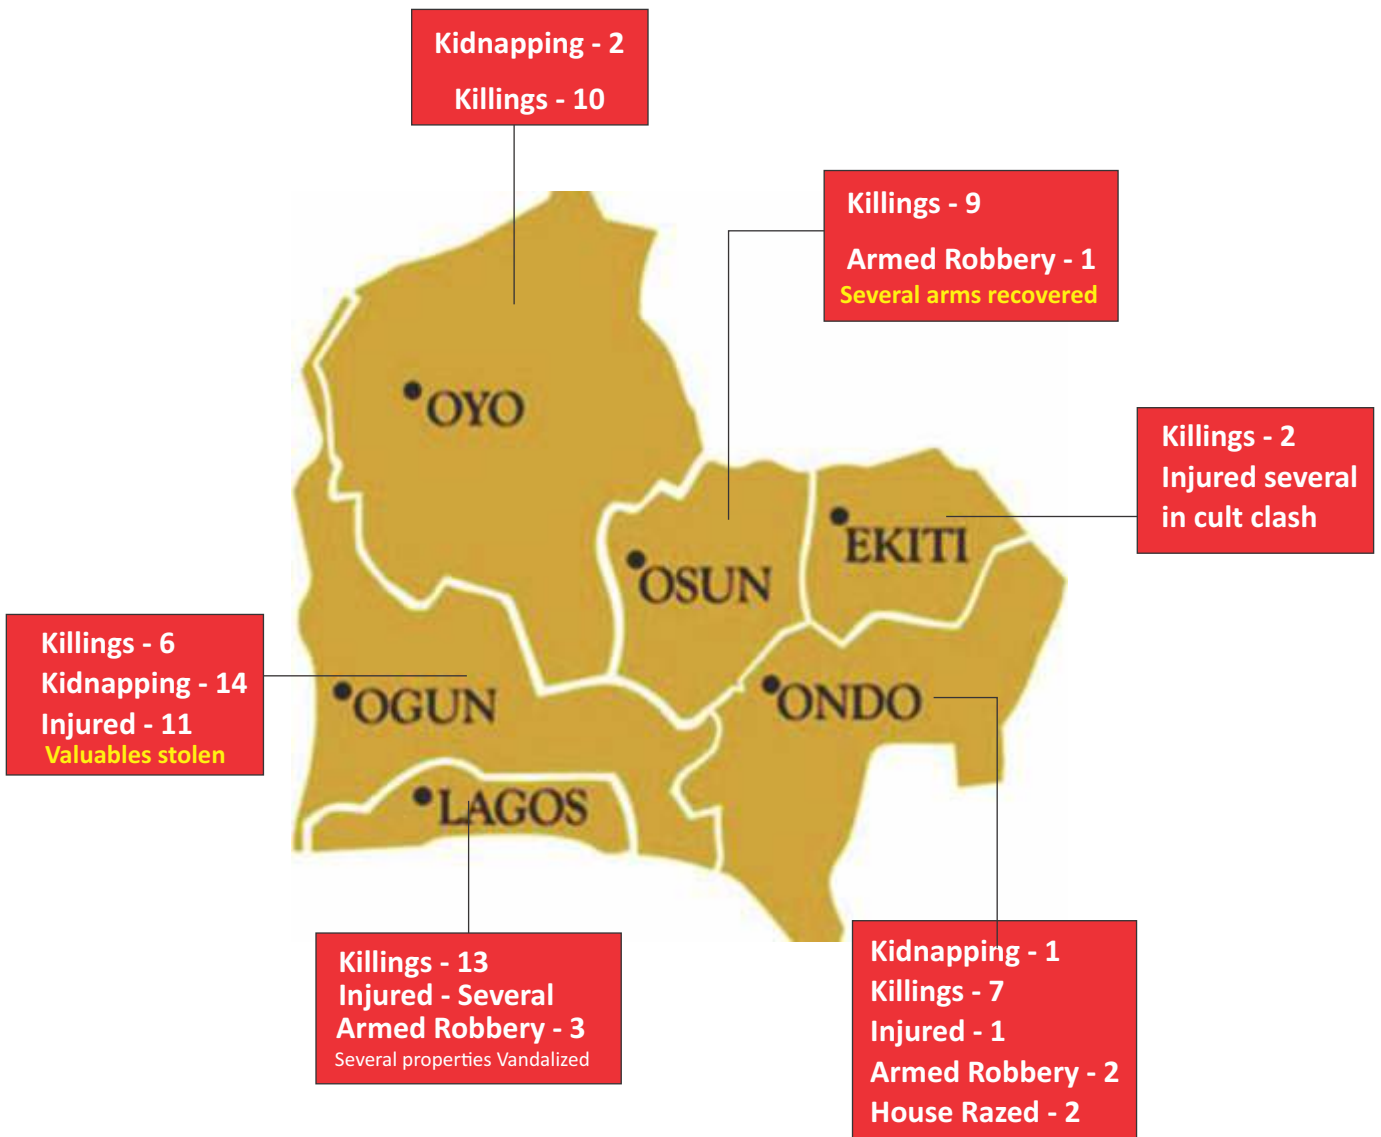 Kidnapping - 2
Killings - 10
Killings - 9
Armed Robbery - 1
Several arms recovered
OYO
Killings - 2
Injured several
in cult clash
EKITI
OSUN
Killings - 6
Kidnapping - 14
Injured - 11
Valuables stolen
OGUN
ONDO
LAGOS
Killings - 13
Injured - Several
Armed Robbery - 3
Several properties Vandalized
Kidnapping - 1
Killings - 7
Injured - 1
Armed Robbery - 2
House Razed - 2